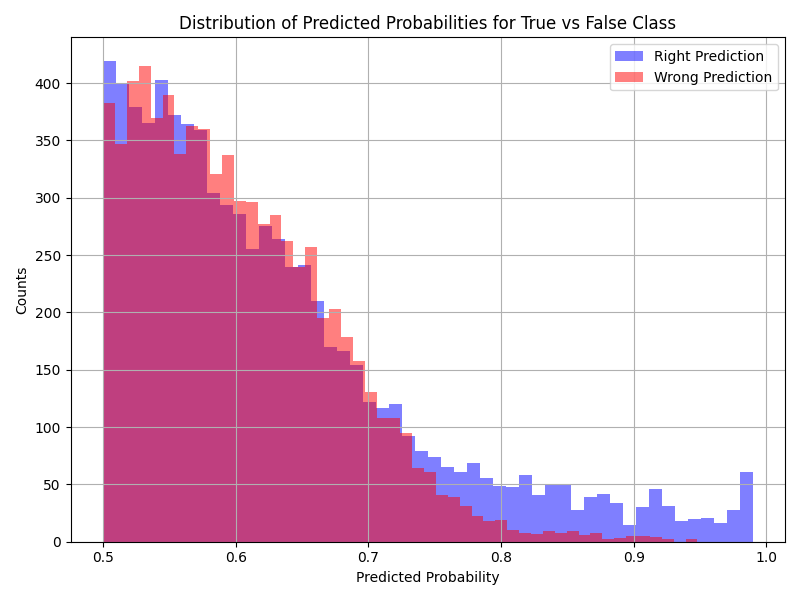 Distribution of Predicted Probabilities for True vs False Class
Right Prediction
Wrong Prediction
Counts
400
350
300
250
200
150
100
50
0
0.5 0.6 0.7 0.8 0.9 1.0
Predicted Probability